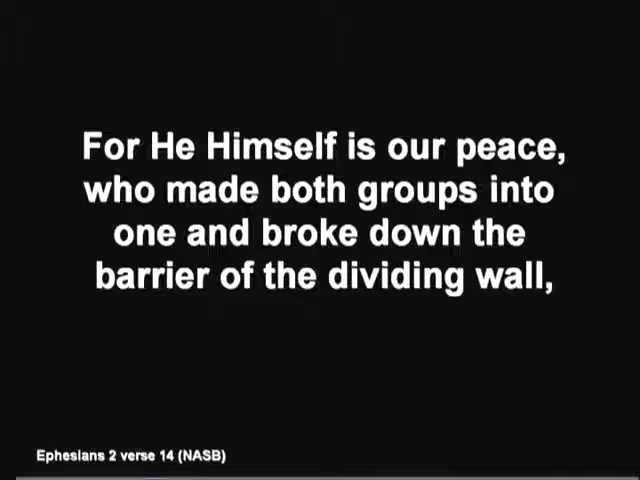 For He Himself is our peace,
who made both groups into
one and broke down the
barrier of the dividing wall,
Ephesians 2 verse 14 (NASB)